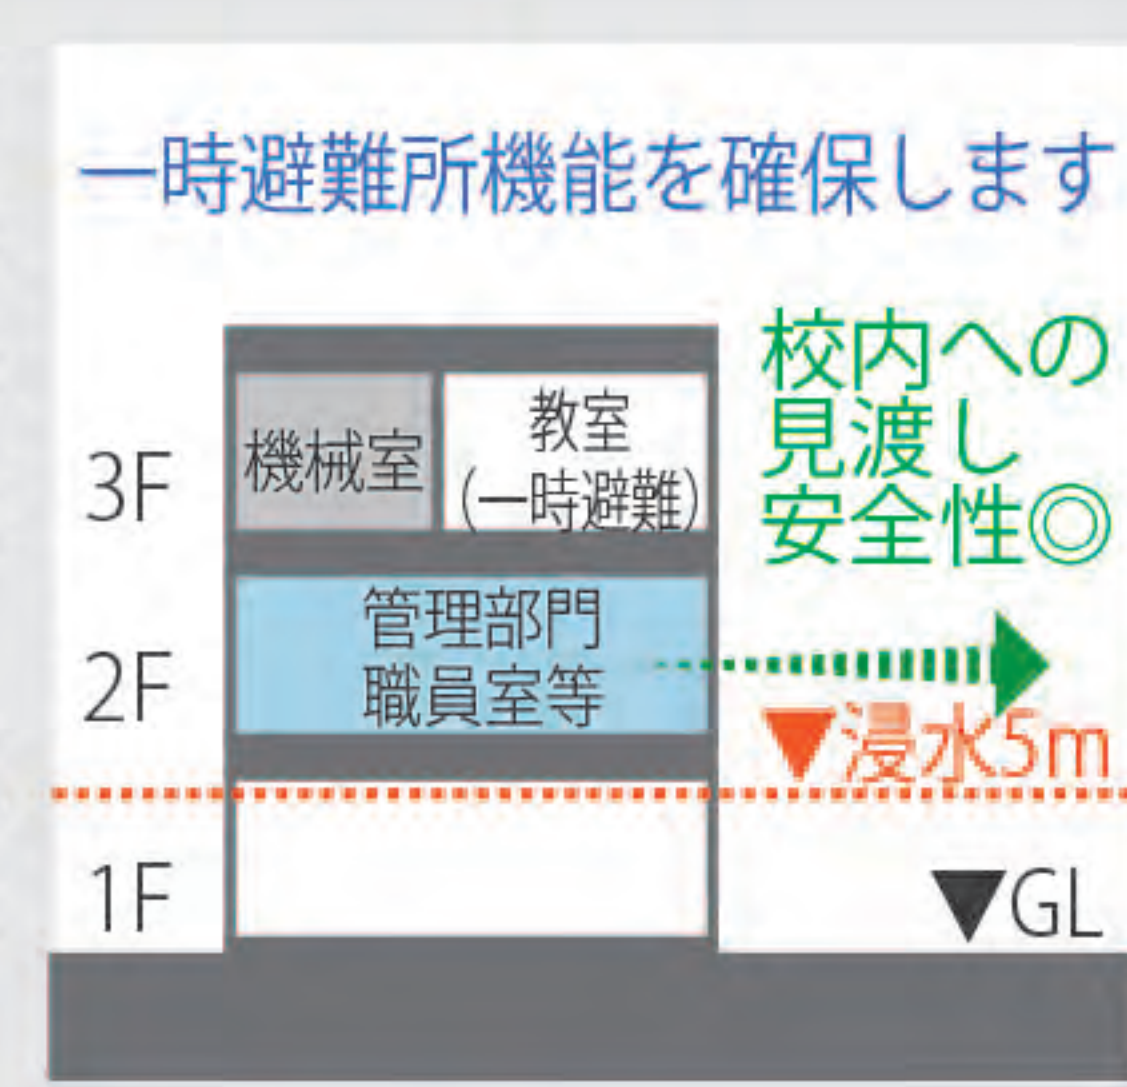 一時避難所機能を確保します
校内への
見渡し
安全性◎
3F
機械室
教室
(一時避難)
2F
管理部門
職員室等
▼浸水5m
1F
▼GL